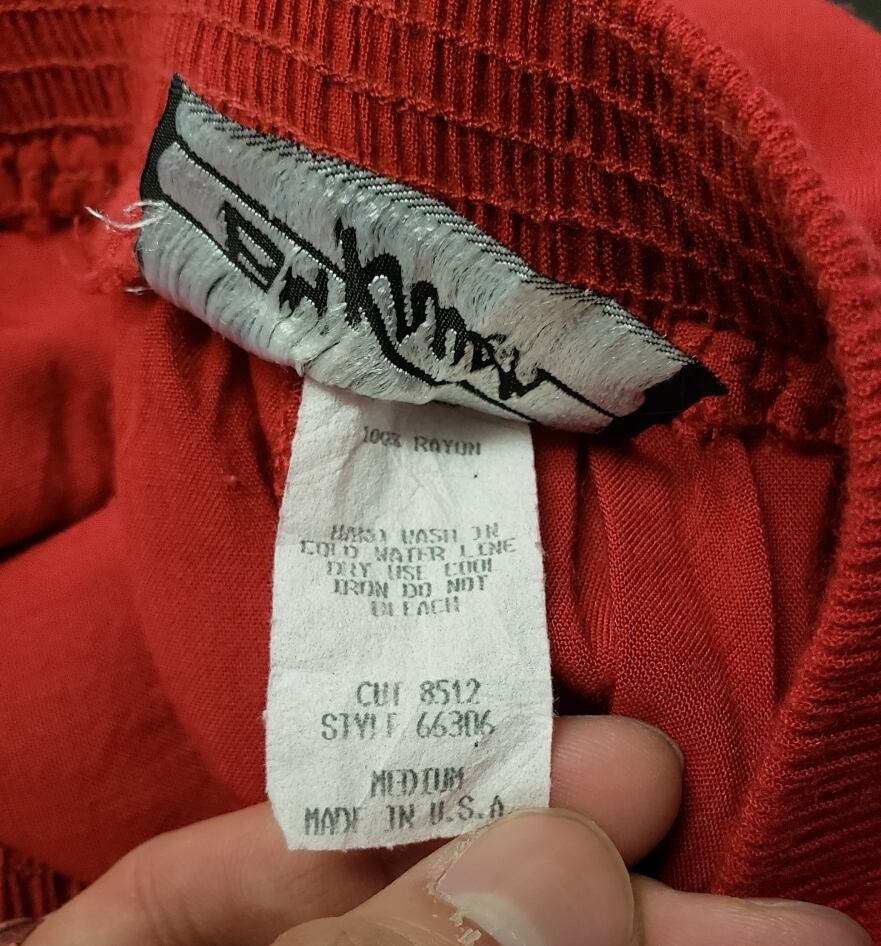 100% RAYON
HAND WASH IN
COLD WATER LINE
DRY USE COOL
IRON DO NOT
BLEACH
CUT 8512
STYLE 66306
MEDIUM
MADE IN U.S.A